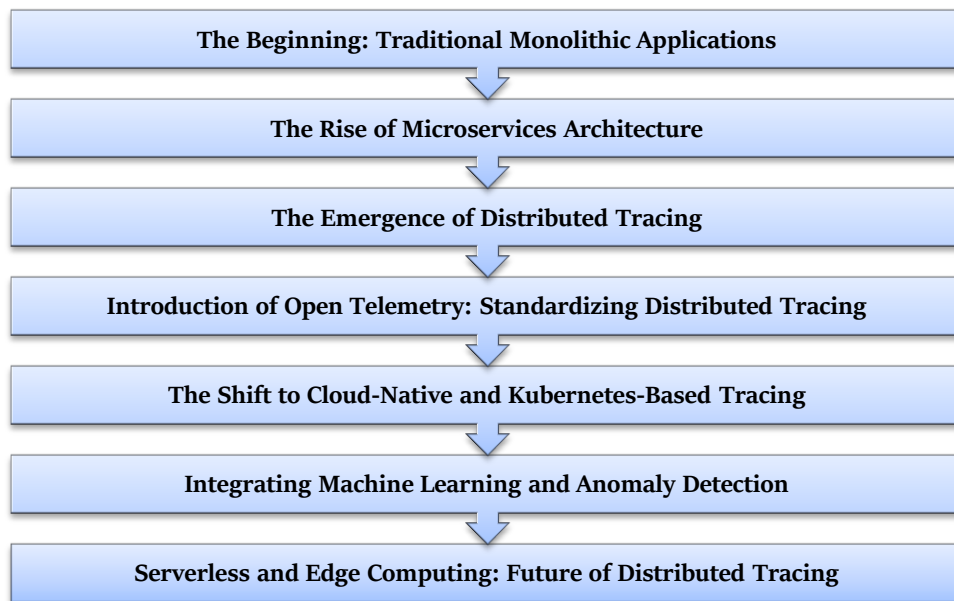 The Beginning: Traditional Monolithic Applications
The Rise of Microservices Architecture
The Emergence of Distributed Tracing
Introduction of Open Telemetry: Standardizing Distributed Tracing
The Shift to Cloud-Native and Kubernetes-Based Tracing
Integrating Machine Learning and Anomaly Detection
Serverless and Edge Computing: Future of Distributed Tracing